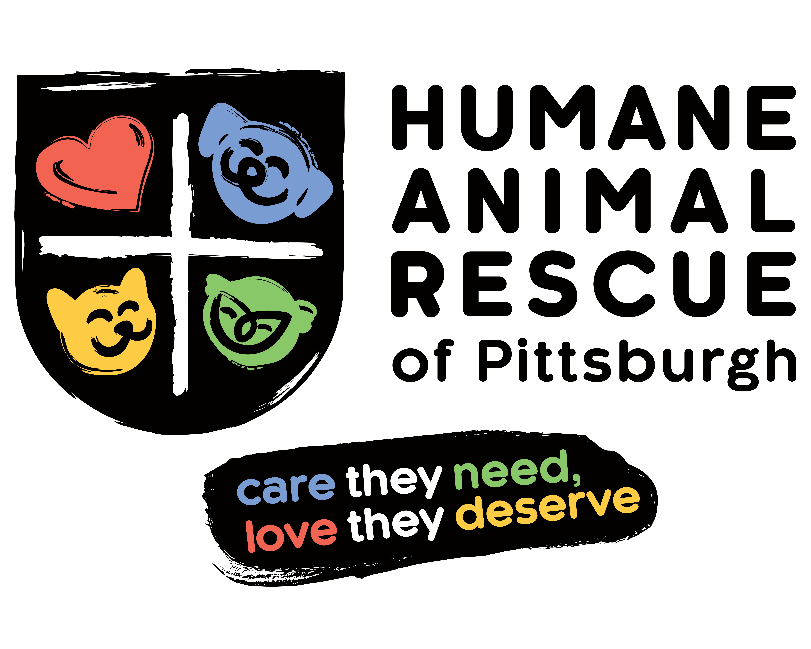 HUMANE
ANIMAL
RESCUE
of Pittsburgh
care they need,
love they deserve